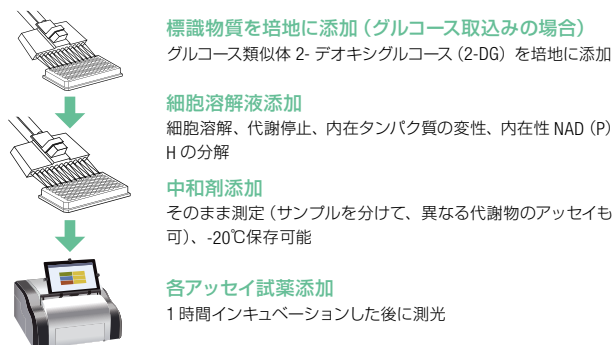 標識物質を培地に添加（グルコース取込みの場合）
グルコース類似体 2- デオキシグルコース（2-DG）を培地に添加
細胞溶解液添加
細胞溶解、代謝停止、内在タンパク質の変性、内在性 NAD（P）
H の分解
中和剤添加
そのまま測定（サンプルを分けて、異なる代謝物のアッセイも
可）、-20℃保存可能
各アッセイ試薬添加
1 時間インキュベーションした後に測光